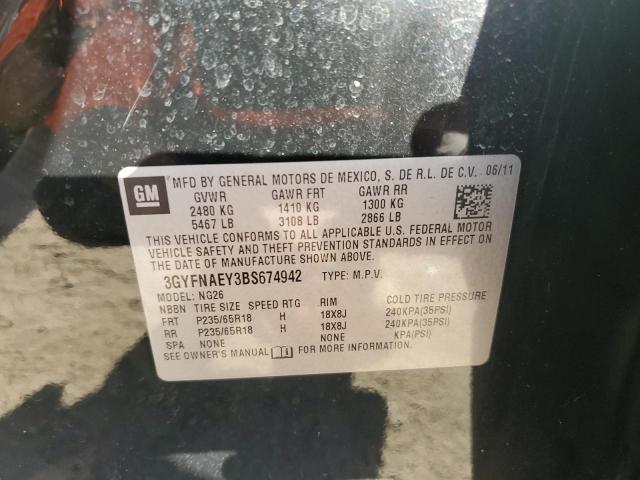 GM
MFD BY GENERAL MOTORS DE MEXICO, S. DE R.L. DE C.V. 06/11
GVWR GAWR FRT GAWR RR
2480 KG 1410 KG 1300 KG
5467 LB 3108 LB 2866 LB
THIS VEHICLE CONFORMS TO ALL APPLICABLE U.S. FEDERAL MOTOR
VEHICLE SAFETY AND THEFT PREVENTION STANDARDS IN EFFECT ON
THE DATE OF MANUFACTURE SHOWN ABOVE.
3GYFNAEY3BS674942 TYPE: M.P.V.
MODEL: NG26
NBBN TIRE SIZE SPEED RTG RIM COLD TIRE PRESSURE
FRT P235/65R18 H 18X8J 240KPA(35PSI)
RR P235/65R18 H 18X8J 240KPA(35PSI)
SPA NONE NONE KPA(PSI)
SEE OWNER'S MANUAL FOR MORE INFORMATION.